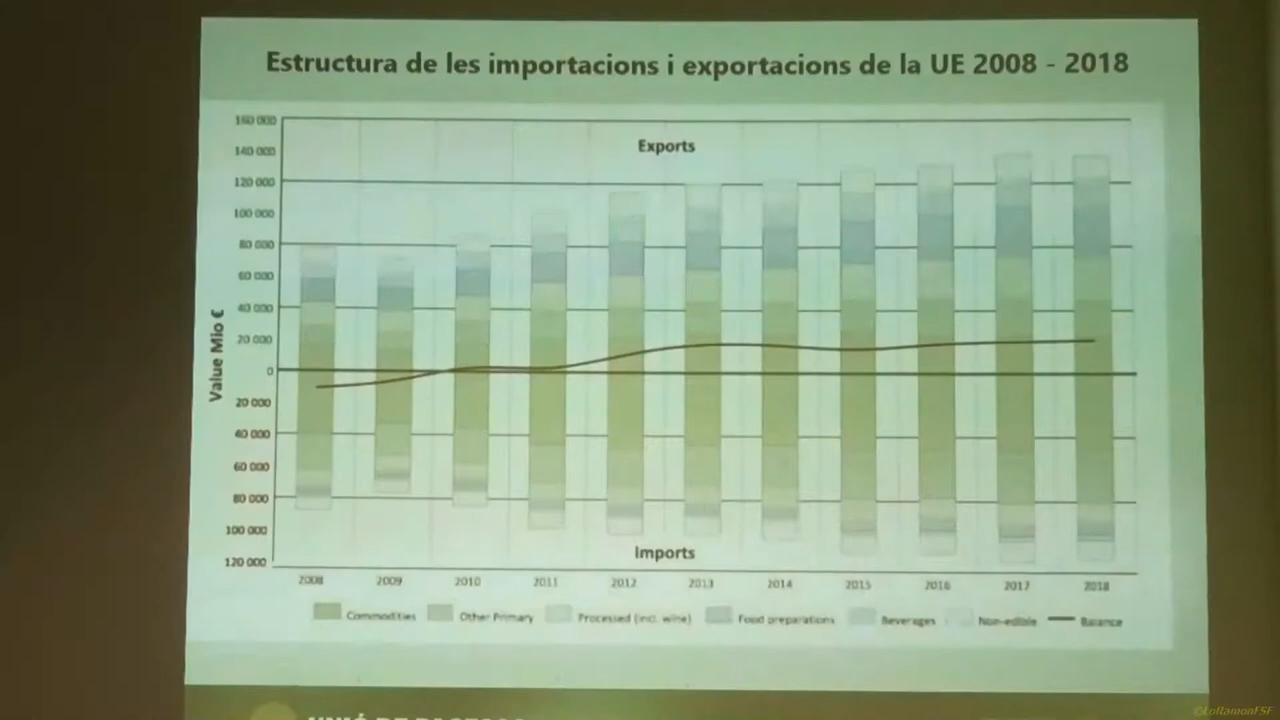 Estructura de les importacions i exportacions de la UE 2008 - 2018
160 000
Exports
140 000
120 000
100 000
80 000
60 000
40 000
20 000
0
20 000
40 000
60 000
80 000
100 000
120 000
Value Mio €
Imports
2008 2009 2010 2011 2012 2013 2014 2015 2016 2017 2018
Commodities Other Primary Processed (incl. wine) Food preparations Beverages Non-edible Balance